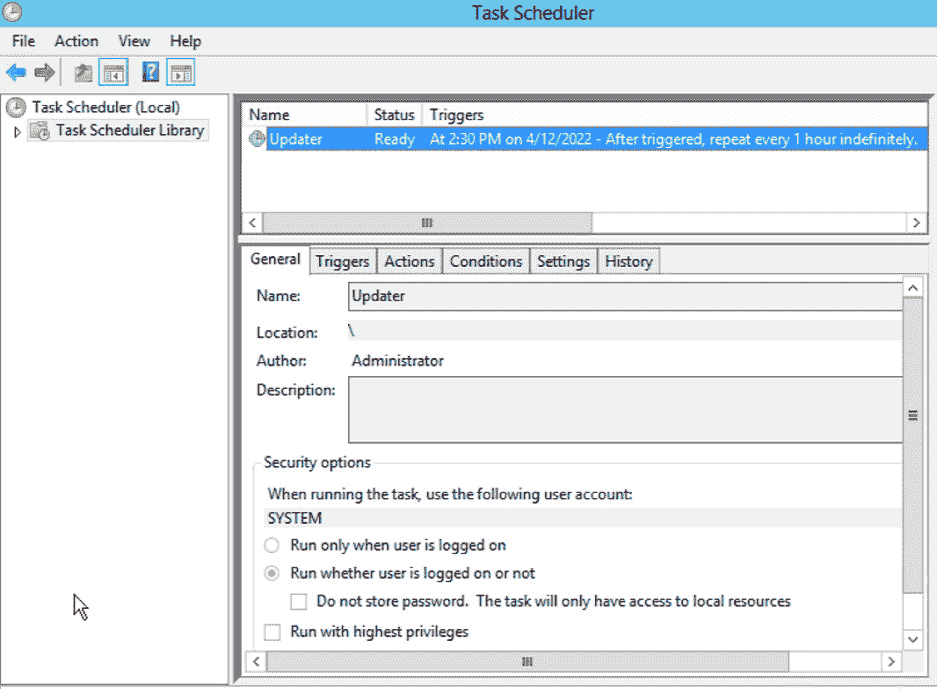 Task Scheduler
File Action View Help
Task Scheduler (Local)
Task Scheduler Library
Name Status Triggers
Updater Ready At 2:30 PM on 4/12/2022 - After triggered, repeat every 1 hour indefinitely.
General Triggers Actions Conditions Settings History
Name: Updater
Location: \
Author: Administrator
Description:
Security options
When running the task, use the following user account:
SYSTEM
Run only when user is logged on
Run whether user is logged on or not
Do not store password. The task will only have access to local resources
Run with highest privileges